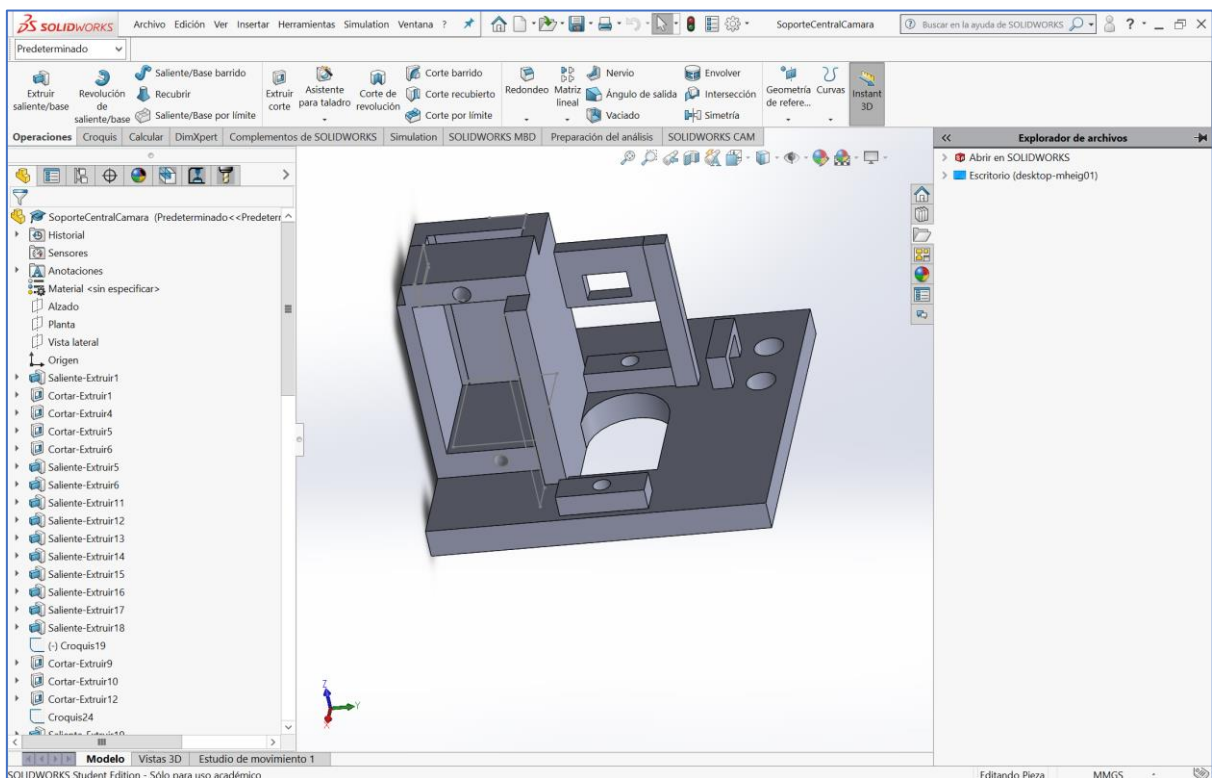 SOLIDWORKS Archivo Edición Ver Insertar Herramientas Simulation Ventana ? SoporteCentralCamara Buscar en la ayuda de SOLIDWORKS ?
Predeterminado
Extruir saliente/base
Revolución de saliente/base
Saliente/Base barrido
Recubrir
Saliente/Base por límite
Extruir corte
Asistente para taladro
Corte de revolución
Corte barrido
Corte recubierto
Corte por límite
Redondeo
Matriz lineal
Nervio
Ángulo de salida
Vaciado
Envolver
Intersección
Simetría
Geometría de refere...
Curvas
Instant 3D
Operaciones Croquis Calcular DimXpert Complementos de SOLIDWORKS Simulation SOLIDWORKS MBD Preparación del análisis SOLIDWORKS CAM
<< Explorador de archivos
Abrir en SOLIDWORKS
Escritorio (desktop-mheig01)
SoporteCentralCamara (Predeterminado<<Predeterr
Historial
Sensores
Anotaciones
Material <sin especificar>
Alzado
Planta
Vista lateral
Origen
Saliente-Extruir1
Cortar-Extruir1
Cortar-Extruir4
Cortar-Extruir5
Cortar-Extruir6
Saliente-Extruir5
Saliente-Extruir6
Saliente-Extruir11
Saliente-Extruir12
Saliente-Extruir13
Saliente-Extruir14
Saliente-Extruir15
Saliente-Extruir16
Saliente-Extruir17
Saliente-Extruir18
(-) Croquis19
Cortar-Extruir9
Cortar-Extruir10
Cortar-Extruir12
Croquis24
Z
Y
X
Modelo Vistas 3D Estudio de movimiento 1
SOLIDWORKS Student Edition - Sólo para uso académico Editando Pieza MMGS